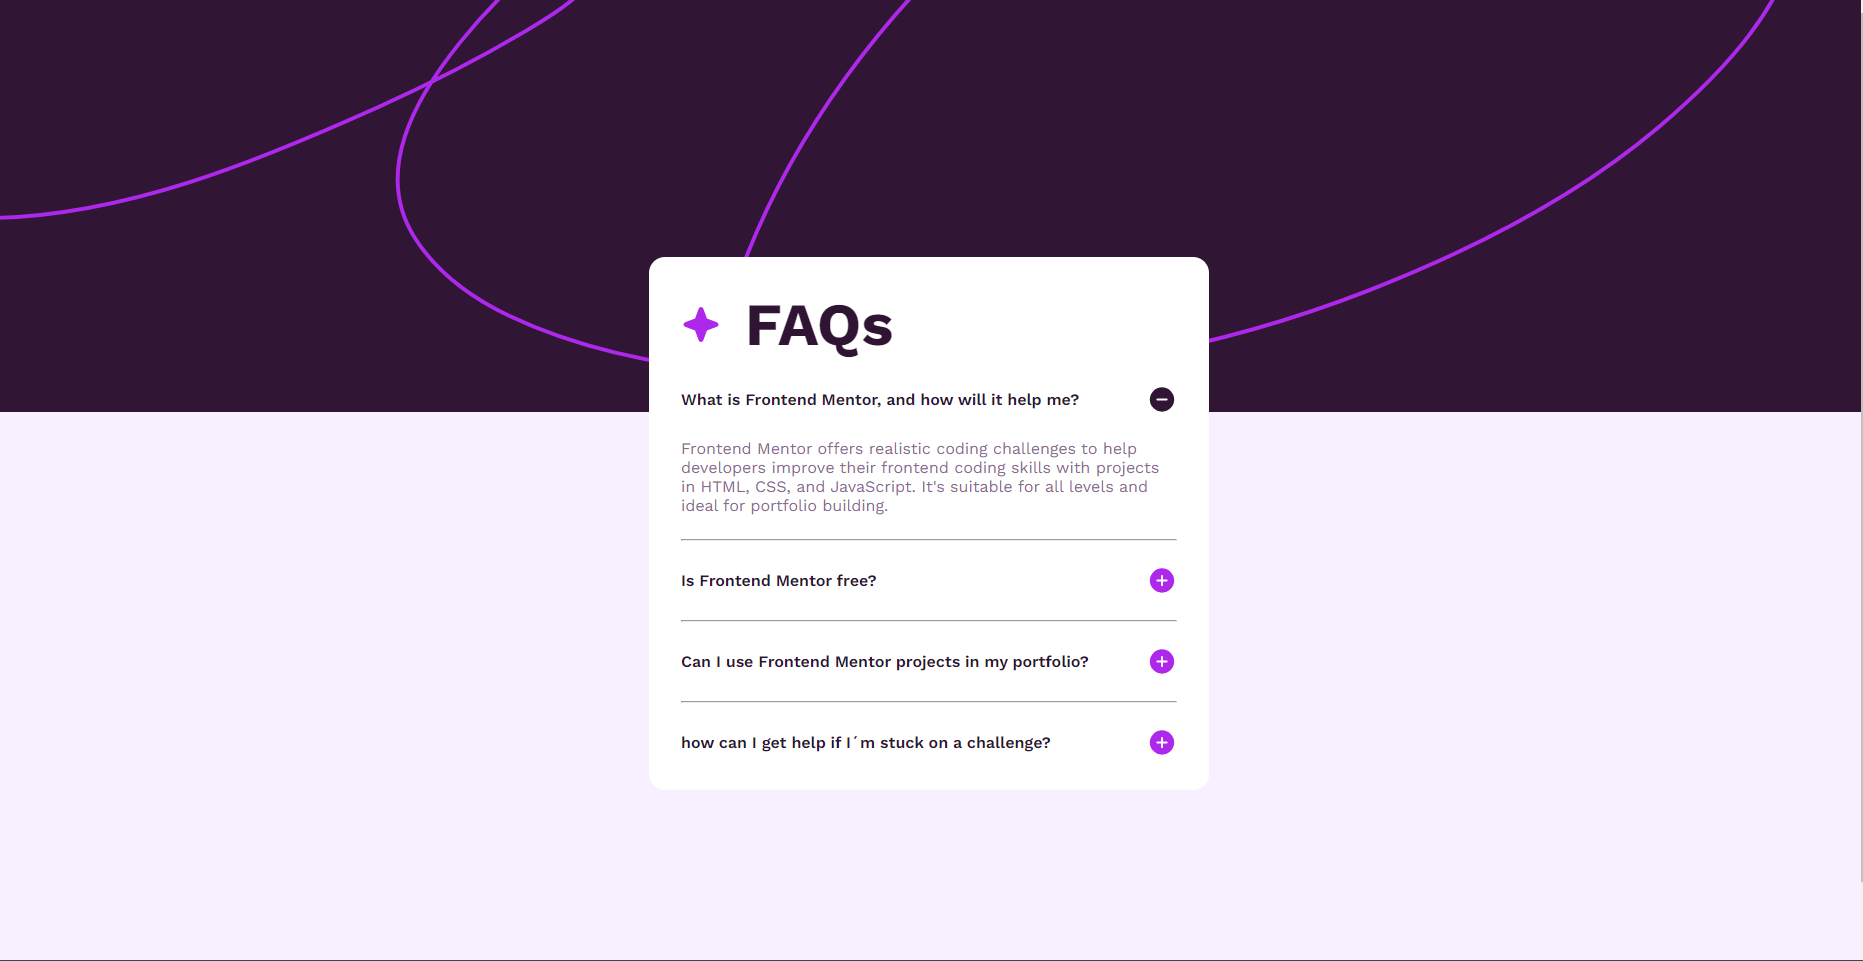 FAQs
What is Frontend Mentor, and how will it help me?
Frontend Mentor offers realistic coding challenges to help
developers improve their frontend coding skills with projects
in HTML, CSS, and JavaScript. It's suitable for all levels and
ideal for portfolio building.
Is Frontend Mentor free?
Can I use Frontend Mentor projects in my portfolio?
how can I get help if I´m stuck on a challenge?